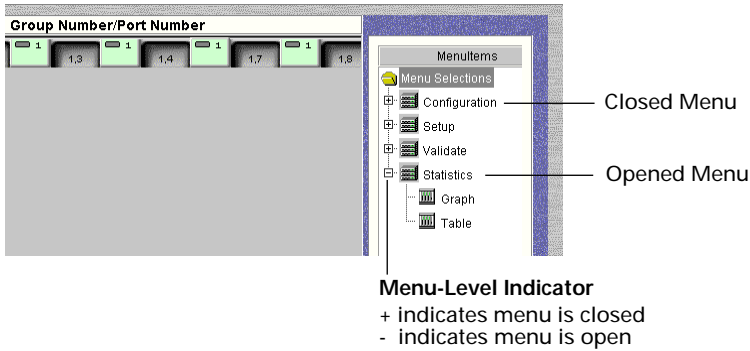 Group Number/Port Number
1 1,3 1 1,4 1 1,7 1 1,8
MenuItems
Menu Selections
Configuration
Closed Menu
Setup
Validate
Statistics
Opened Menu
Graph
Table
Menu-Level Indicator
+ indicates menu is closed
- indicates menu is open